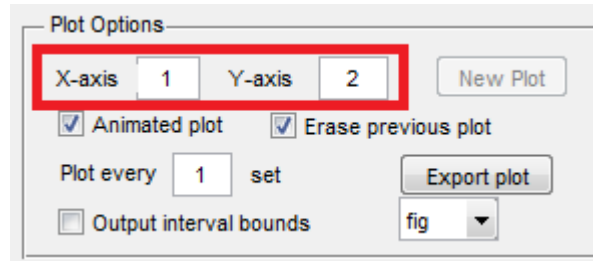 Plot Options
X-axis 1 Y-axis 2 New Plot
Animated plot Erase previous plot
Plot every 1 set Export plot
Output interval bounds fig